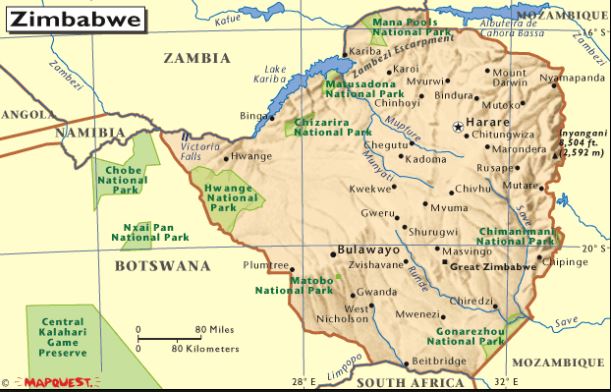 Zimbabwe
Kafue
Mana Pools
National Park
MOZAMBIQUE
Albufeira de
Cahora Bassa
16° S
Kariba
Zambezi Escarpment
ZAMBIA
Zambezi
Lake
Kariba
Karoi
Mount
Darwin
Nyamapanda
Matusadona
National Park
Mvurwi
Chinhoyi
Bindura
Mutoko
ANGOLA
Binga
Chizarira
National Park
Harare
Mupfure
Chitungwiza
Inyangani
8,504 ft.
(2,592 m)
NAMIBIA
Victoria
Falls
Chegutu
Marondera
Hwange
Munyati
Kadoma
Rusape
Chobe
National
Park
Hwange
National
Park
Kwekwe
Chivhu
Mutare
Save
Gweru
Mvuma
Nxai Pan
National Park
Shurugwi
Chimanimani
National Park
20° S
Bulawayo
Masvingo
BOTSWANA
Plumtree
Zvishavane
Great Zimbabwe
Chipinge
Matobo
National Park
Runde
Gwanda
Central
Kalahari
Game
Preserve
West
Nicholson
Mwenezi
Chiredzi
Save
0
80 Miles
0
80 Kilometers
Gonarezhou
National Park
Limpopo
Beitbridge
MOZAMBIQUE
© MAPQUEST.
28° E
SOUTH AFRICA
32° E